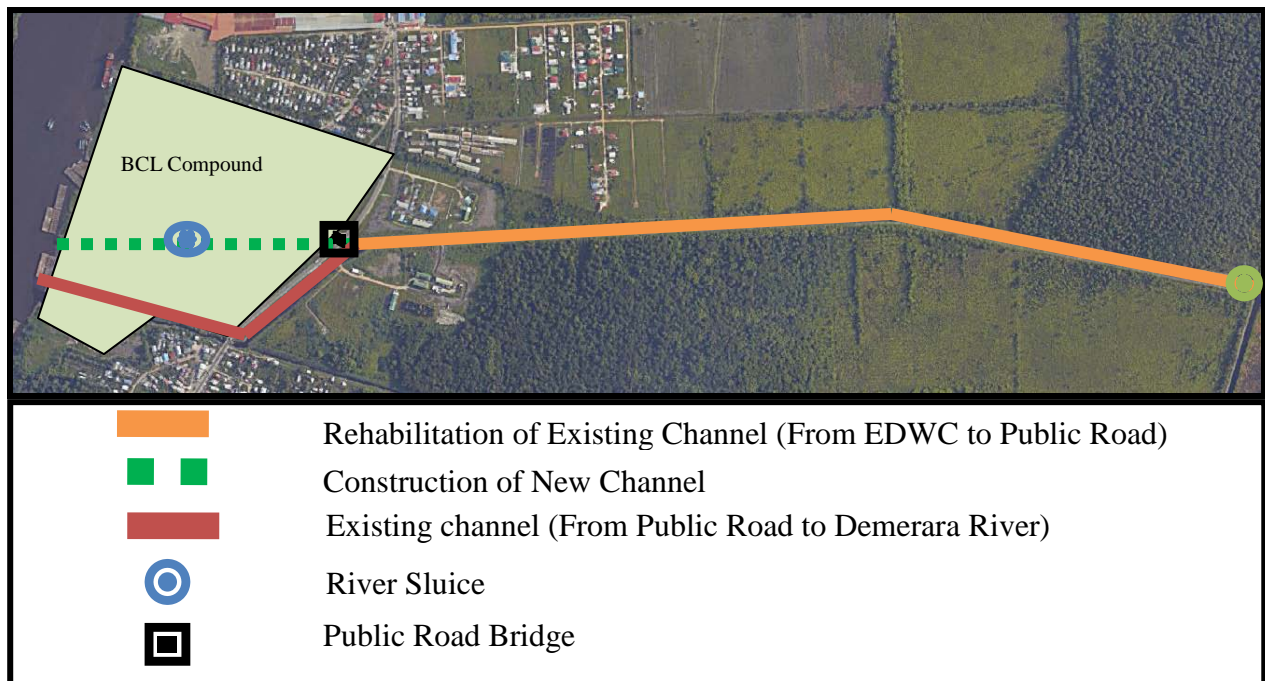 BCL Compound
Rehabilitation of Existing Channel (From EDWC to Public Road)
Construction of New Channel
Existing channel (From Public Road to Demerara River)
River Sluice
Public Road Bridge